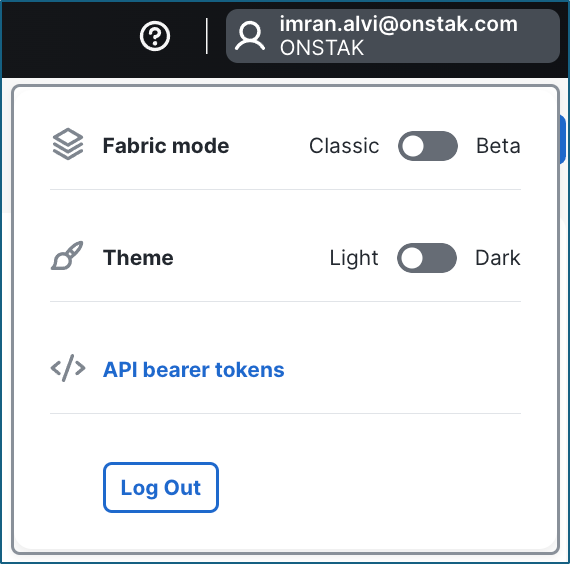 imran.alvi@onstak.com
ONSTAK
Fabric mode Classic Beta
Theme Light Dark
API bearer tokens
Log Out